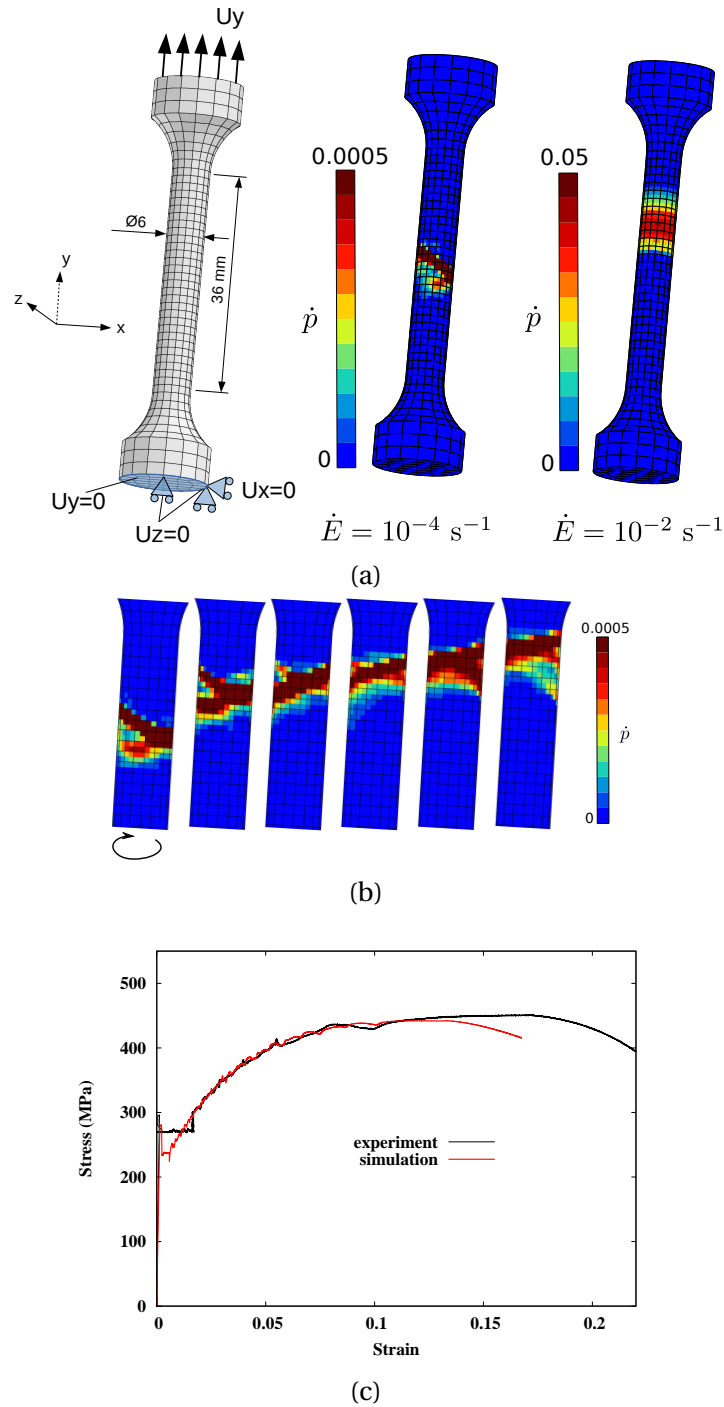 Uy
0.0005
0.05
Ø6
36 mm
y
z
x
ṗ
ṗ
0
0
Uy=0
Ux=0
Uz=0
Ė = 10⁻⁴ s⁻¹
Ė = 10⁻² s⁻¹
(a)
0.0005
ṗ
0
(b)
500
400
300
200
100
0
Stress (MPa)
experiment
simulation
0
0.05
0.1
0.15
0.2
Strain
(c)